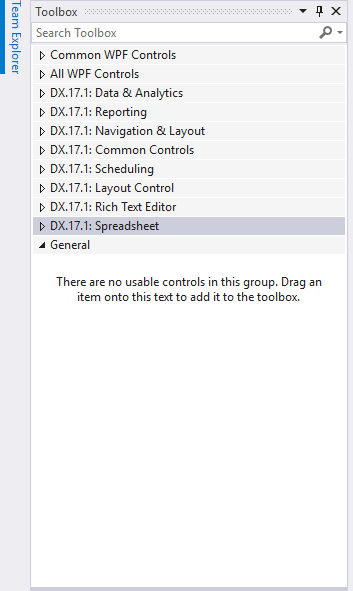 Team Explorer
Toolbox
Search Toolbox
Common WPF Controls
All WPF Controls
DX.17.1: Data & Analytics
DX.17.1: Reporting
DX.17.1: Navigation & Layout
DX.17.1: Common Controls
DX.17.1: Scheduling
DX.17.1: Layout Control
DX.17.1: Rich Text Editor
DX.17.1: Spreadsheet
General
There are no usable controls in this group. Drag an
item onto this text to add it to the toolbox.